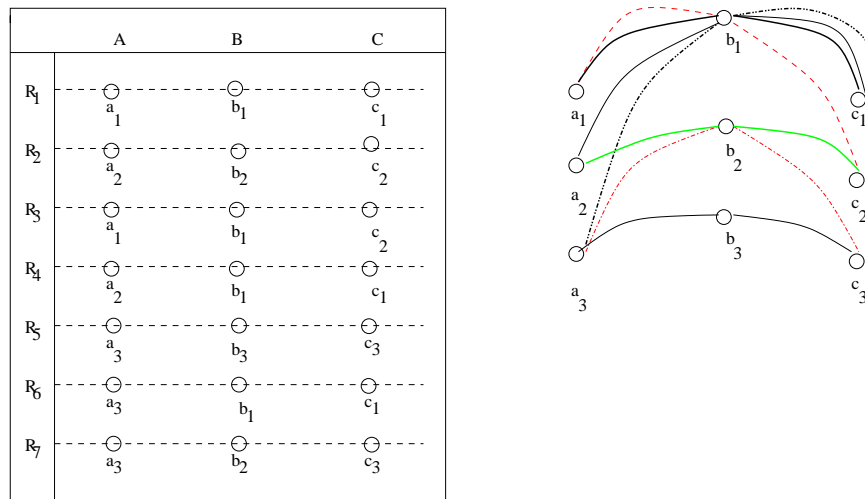 A B C
R1
a1 b1 c1
R2
a2 b2 c2
R3
a1 b1 c2
R4
a2 b1 c1
R5
a3 b3 c3
R6
a3 b1 c1
R7
a3 b2 c3
b1
a1 c1
b2
a2 c2
b3
a3 c3